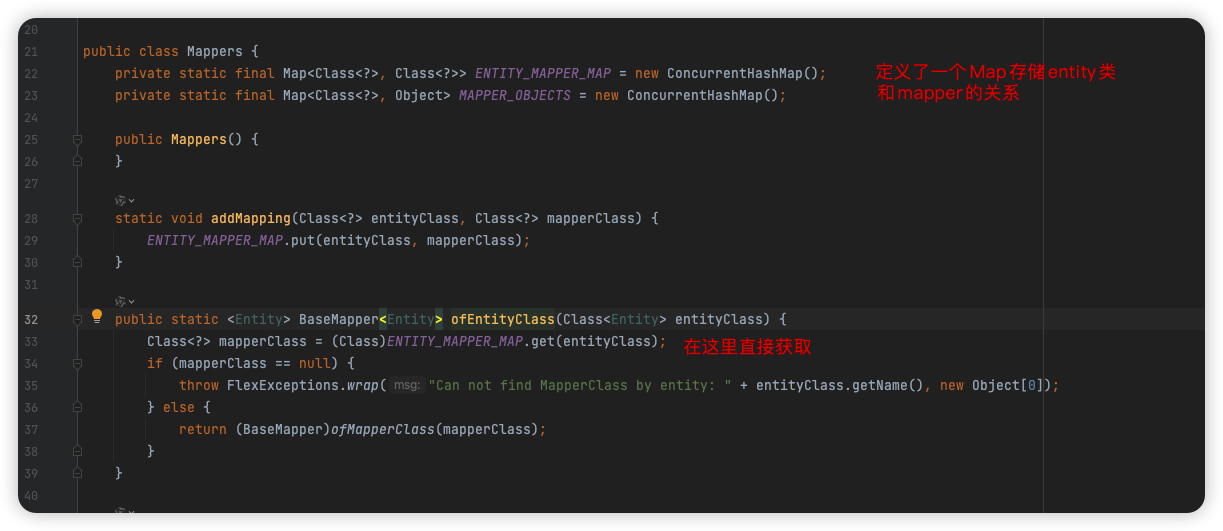 20
21 public class Mappers {
22 private static final Map<Class<?>, Class<?>> ENTITY_MAPPER_MAP = new ConcurrentHashMap(); 定义了一个Map存储entity类
23 private static final Map<Class<?>, Object> MAPPER_OBJECTS = new ConcurrentHashMap(); 和mapper的关系
24
25 public Mappers() {
26 }
27
28 static void addMapping(Class<?> entityClass, Class<?> mapperClass) {
29 ENTITY_MAPPER_MAP.put(entityClass, mapperClass);
30 }
31
32 public static <Entity> BaseMapper<Entity> ofEntityClass(Class<Entity> entityClass) {
33 Class<?> mapperClass = (Class)ENTITY_MAPPER_MAP.get(entityClass); 在这里直接获取
34 if (mapperClass == null) {
35 throw FlexExceptions.wrap( msg: "Can not find MapperClass by entity: " + entityClass.getName(), new Object[0]);
36 } else {
37 return (BaseMapper)ofMapperClass(mapperClass);
38 }
39 }
40